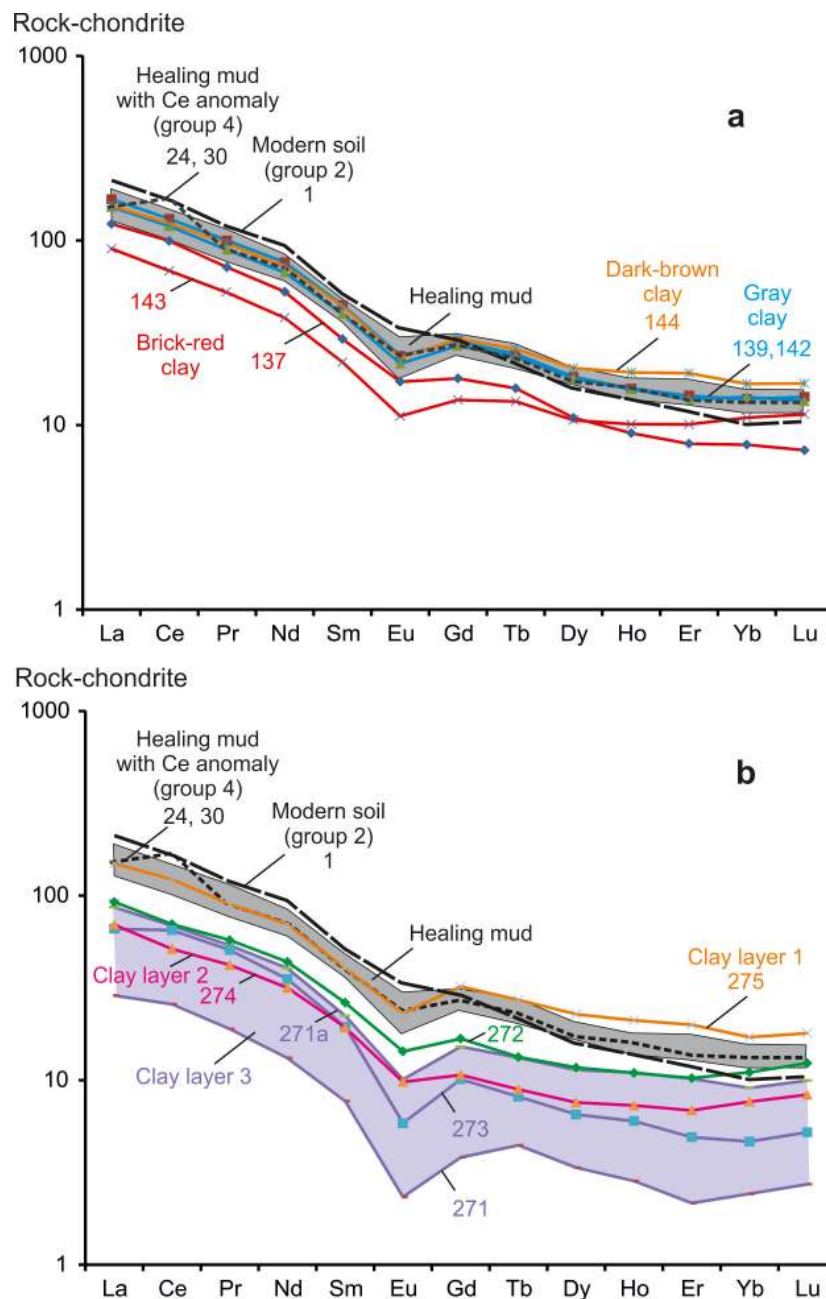 Rock-chondrite
1000
Healing mud
with Ce anomaly
(group 4)
24, 30
Modern soil
(group 2)
1
a
100
143
Brick-red
clay
137
Healing mud
Dark-brown
clay
144
Gray
clay
139,142
10
1
La Ce Pr Nd Sm Eu Gd Tb Dy Ho Er Yb Lu
Rock-chondrite
1000
Healing mud
with Ce anomaly
(group 4)
24, 30
Modern soil
(group 2)
1
b
100
Healing mud
Clay layer 1
275
Clay layer 2
274
271a
272
Clay layer 3
10
273
271
1
La Ce Pr Nd Sm Eu Gd Tb Dy Ho Er Yb Lu